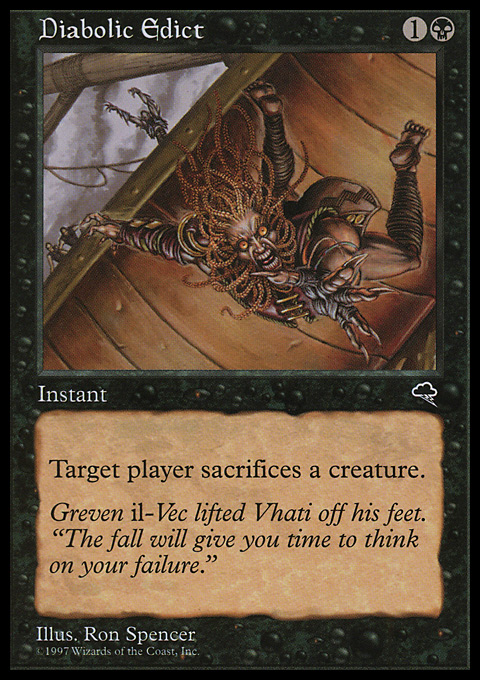 Diabolic Edict 1
Instant
Target player sacrifices a creature.
Greven il-Vec lifted Vhati off his feet.
“The fall will give you time to think
on your failure.”
Illus. Ron Spencer
©1997 Wizards of the Coast, Inc.